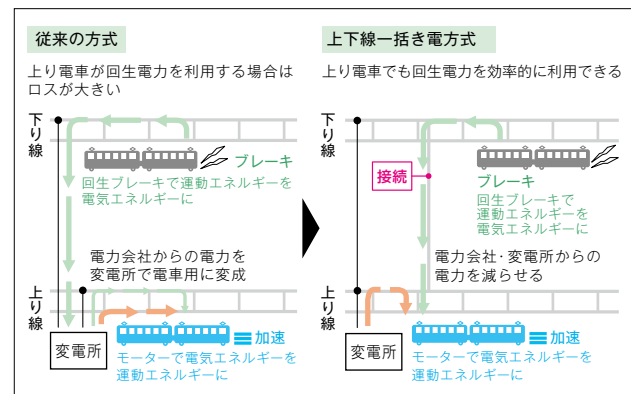 従来の方式
上り電車が回生電力を利用する場合は
ロスが大きい
下り線
ブレーキ
回生ブレーキで運動エネルギーを
電気エネルギーに
電力会社からの電力を
変電所で電車用に変成
上り線
変電所
加速
モーターで電気エネルギーを
運動エネルギーに
上下線一括き電方式
上り電車でも回生電力を効率的に利用できる
下り線
接続
ブレーキ
回生ブレーキで
運動エネルギーを
電気エネルギーに
電力会社・変電所からの
電力を減らせる
上り線
変電所
加速
モーターで電気エネルギーを
運動エネルギーに